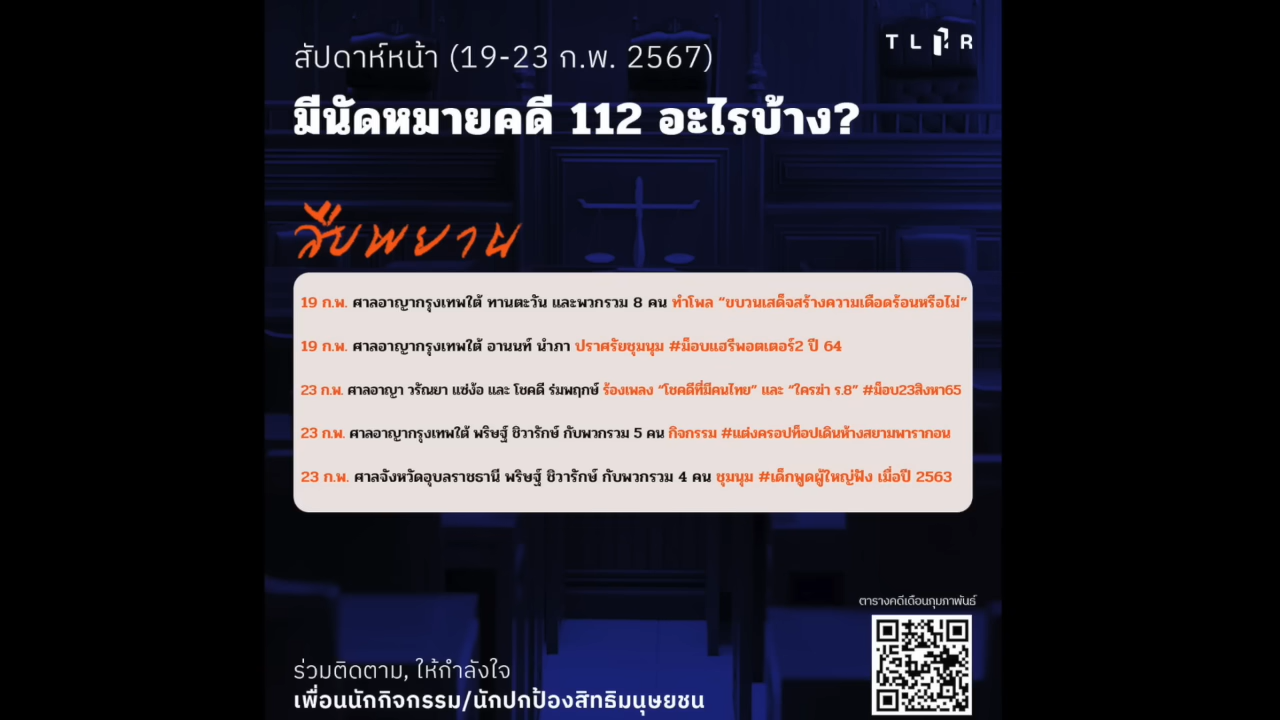 สัปดาห์หน้า (19-23 ก.พ. 2567)
TLHR
มีนัดหมายคดี 112 อะไรบ้าง?
สืบพยาน
19 ก.พ. ศาลอาญากรุงเทพใต้ ทานตะวัน และพวกรวม 8 คน ทำโพล “ขบวนเสด็จสร้างความเดือดร้อนหรือไม่”
19 ก.พ. ศาลอาญากรุงเทพใต้ อานนท์ นำภา ปราศรัยชุมนุม #ม็อบแฮรีพอตเตอร์2 ปี 64
23 ก.พ. ศาลอาญา วรัณยา แซ่ง้อ และ โชคดี ร่มพฤกษ์ ร้องเพลง “โชคดีที่มีคนไทย” และ “ใครฆ่า ร.8” #ม็อบ23สิงหา65
23 ก.พ. ศาลอาญากรุงเทพใต้ พริษฐ์ ชิวารักษ์ กับพวกรวม 5 คน กิจกรรม #แต่งครอปท็อปเดินห้างสยามพารากอน
23 ก.พ. ศาลจังหวัดอุบลราชธานี พริษฐ์ ชิวารักษ์ กับพวกรวม 4 คน ชุมนุม #เด็กพูดผู้ใหญ่ฟัง เมื่อปี 2563
ตารางคดีเดือนกุมภาพันธ์
ร่วมติดตาม, ให้กำลังใจ
เพื่อนนักกิจกรรม/นักปกป้องสิทธิมนุษยชน